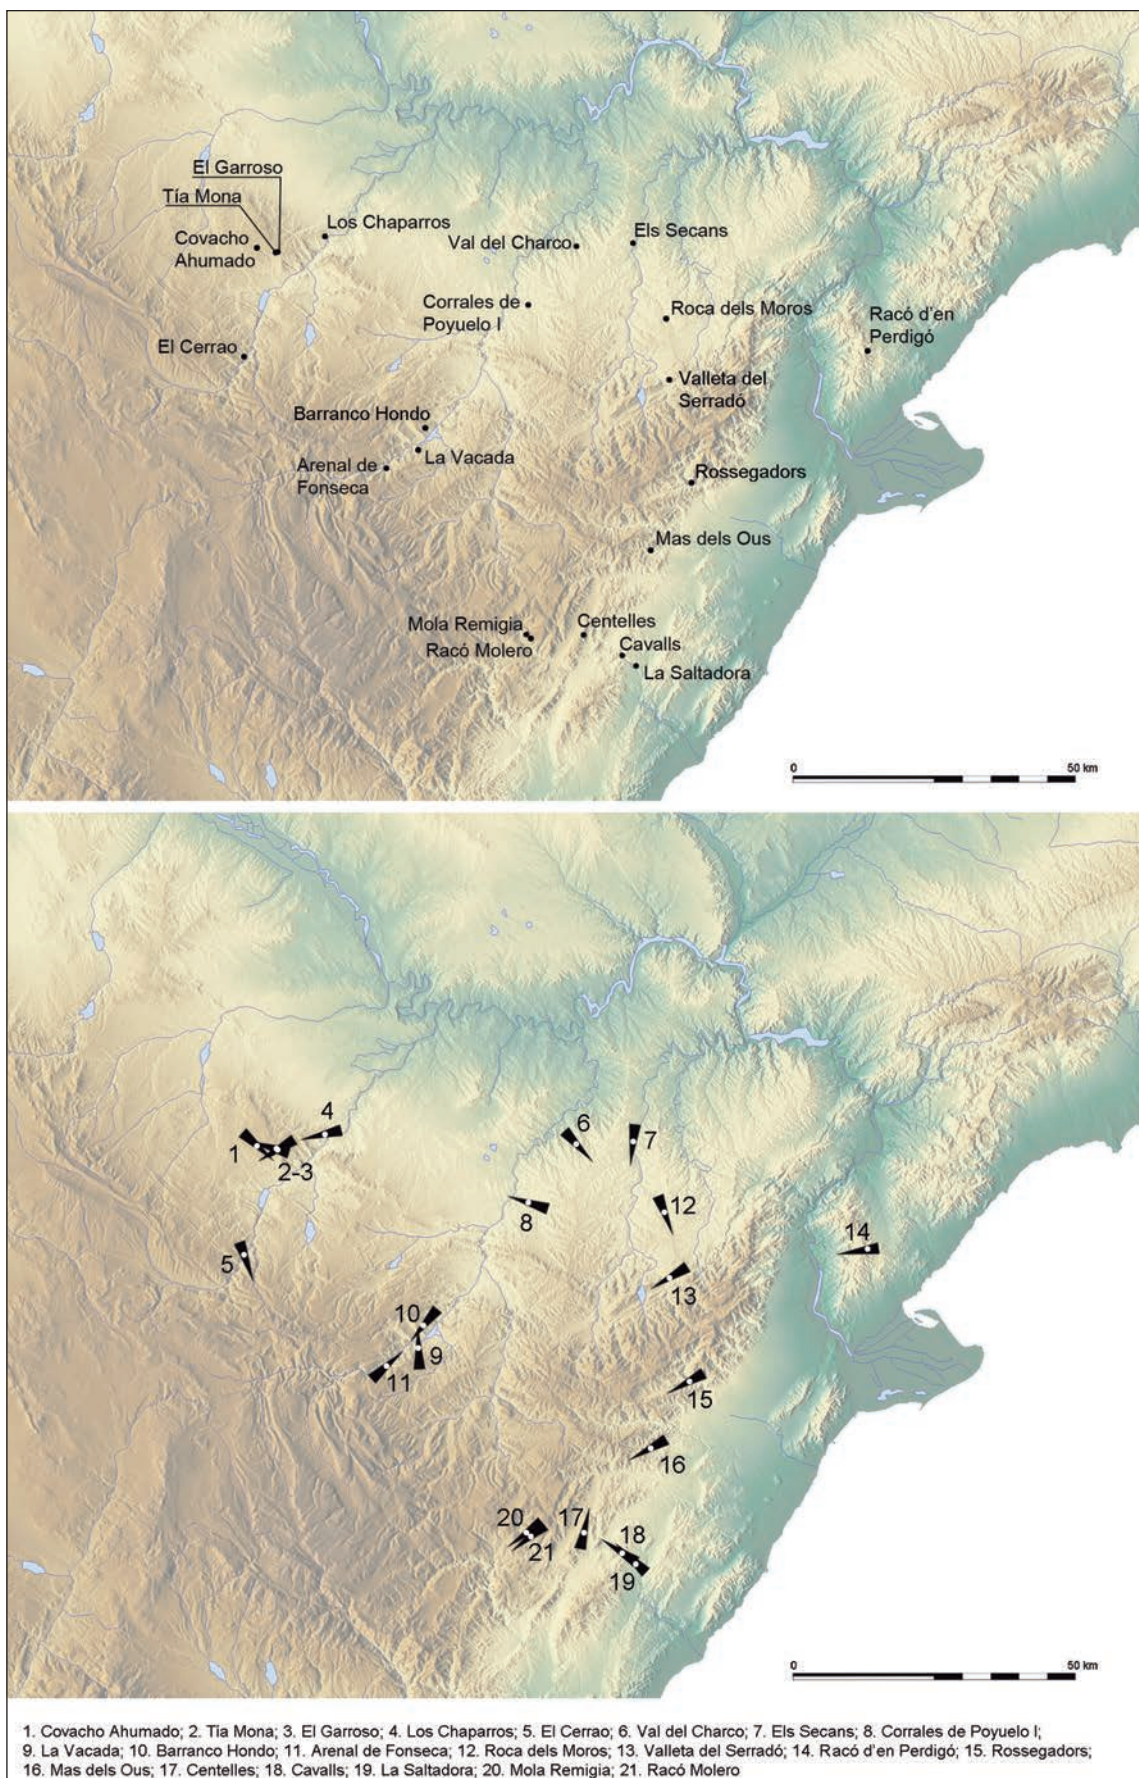 El Garroso
Tía Mona
Los Chaparros
Covacho
Ahumado
Val del Charco
Els Secans
Corrales de
Poyuelo I
Roca dels Moros
Racó d'en
Perdigó
El Cerrao
Valleta del
Serradó
Barranco Hondo
La Vacada
Arenal de
Fonseca
Rossegadors
Mas dels Ous
Mola Remigia
Racó Molero
Centelles
Cavalls
La Saltadora
0 50 km
4
1
2-3
6
7
8
12
14
5
13
10
9
11
15
16
20
17
21
18
19
0 50 km
1. Covacho Ahumado; 2. Tía Mona; 3. El Garroso; 4. Los Chaparros; 5. El Cerrao; 6. Val del Charco; 7. Els Secans; 8. Corrales de Poyuelo I;
9. La Vacada; 10. Barranco Hondo; 11. Arenal de Fonseca; 12. Roca dels Moros; 13. Valleta del Serradó; 14. Racó d'en Perdigó; 15. Rossegadors;
16. Mas dels Ous; 17. Centelles; 18. Cavalls; 19. La Saltadora; 20. Mola Remigia; 21. Racó Molero